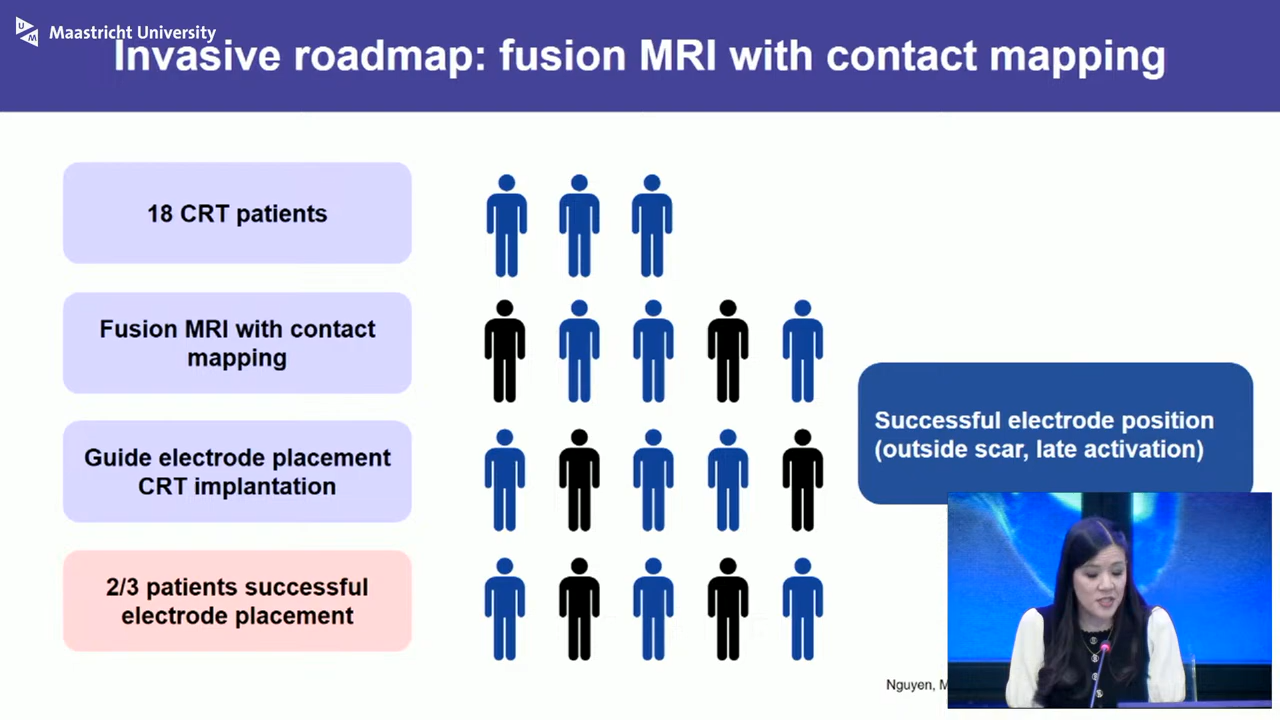 Maastricht University
Invasive roadmap: fusion MRI with contact mapping
18 CRT patients
Fusion MRI with contact
mapping
Guide electrode placement
CRT implantation
2/3 patients successful
electrode placement
Successful electrode position
(outside scar, late activation)
Nguyen,